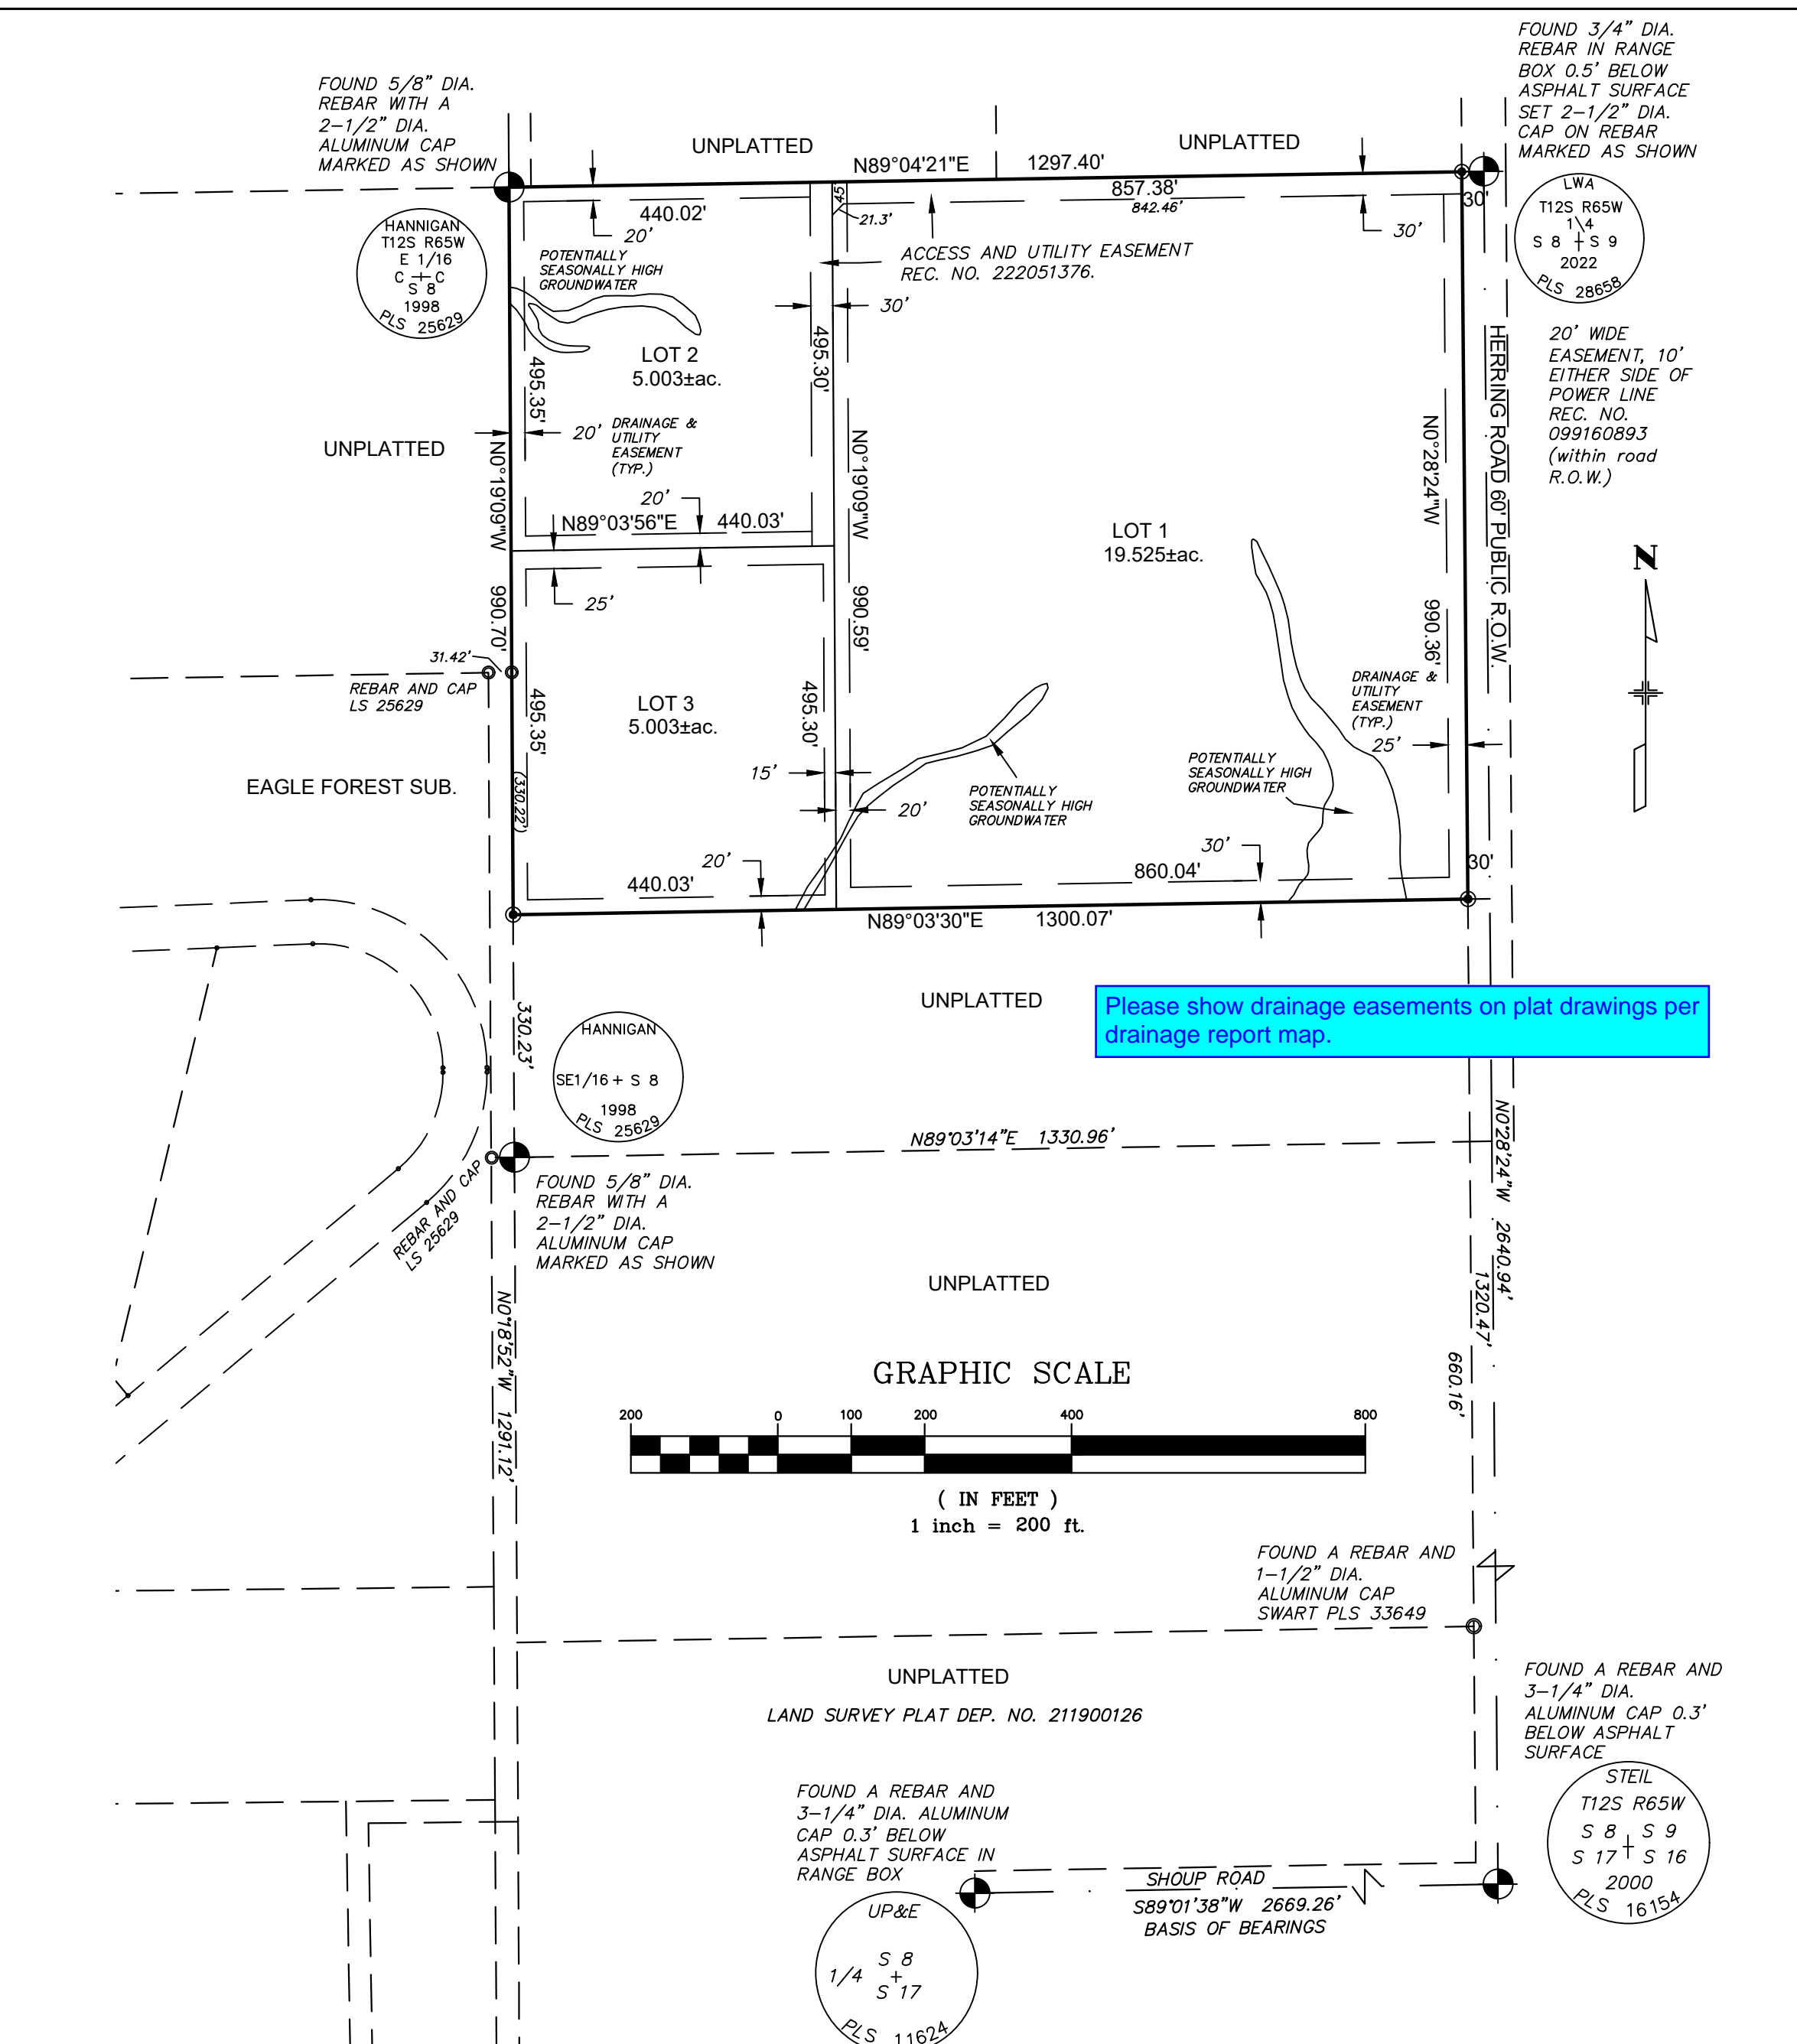 FOUND 3/4" DIA.
REBAR IN RANGE
BOX 0.5' BELOW
ASPHALT SURFACE
SET 2-1/2" DIA.
CAP ON REBAR
MARKED AS SHOWN
FOUND 5/8" DIA.
REBAR WITH A
2-1/2" DIA.
ALUMINUM CAP
MARKED AS SHOWN
UNPLATTED
UNPLATTED
N89°04'21"E 1297.40'
857.38'
842.46'
30'
440.02'
20'
45'
21.3'
30'
LWA
T12S R65W
1\4
S 8 + S 9
2022
PLS 28658
HANNIGAN
T12S R65W
E 1/16
C + C
S 8
1998
PLS 25629
POTENTIALLY
SEASONALLY HIGH
GROUNDWATER
ACCESS AND UTILITY EASEMENT
REC. NO. 222051376.
30'
20' WIDE
EASEMENT, 10'
EITHER SIDE OF
POWER LINE
REC. NO.
099160893
(within road
R.O.W.)
LOT 2
5.003±ac.
495.35'
495.30'
UNPLATTED
20'
DRAINAGE &
UTILITY
EASEMENT
(TYP.)
N0°19'09"W 990.70'
N0°19'09"W 990.59'
N0°28'24"W 990.36'
HERRING ROAD 60' PUBLIC R.O.W.
20'
N89°03'56"E 440.03'
25'
LOT 1
19.525±ac.
N
31.42'
REBAR AND CAP
LS 25629
LOT 3
5.003±ac.
495.35'
(330.22')
495.30'
DRAINAGE &
UTILITY
EASEMENT
(TYP.)
25'
15'
20'
EAGLE FOREST SUB.
POTENTIALLY
SEASONALLY HIGH
GROUNDWATER
POTENTIALLY
SEASONALLY HIGH
GROUNDWATER
20'
30'
30'
440.03'
860.04'
N89°03'30"E 1300.07'
UNPLATTED
Please show drainage easements on plat drawings per
drainage report map.
330.23'
HANNIGAN
SE1/16 + S 8
1998
PLS 25629
N89°03'14"E 1330.96'
N0°28'24"W 2640.94'
1320.47'
660.16'
REBAR AND CAP
LS 25629
FOUND 5/8" DIA.
REBAR WITH A
2-1/2" DIA.
ALUMINUM CAP
MARKED AS SHOWN
UNPLATTED
N0°18'52"W 1291.12'
GRAPHIC SCALE
200 0 100 200 400 800
( IN FEET )
1 inch = 200 ft.
FOUND A REBAR AND
1-1/2" DIA.
ALUMINUM CAP
SWART PLS 33649
UNPLATTED
LAND SURVEY PLAT DEP. NO. 211900126
FOUND A REBAR AND
3-1/4" DIA.
ALUMINUM CAP 0.3'
BELOW ASPHALT
SURFACE
STEIL
T12S R65W
S 8 + S 9
S 17 S 16
2000
PLS 16154
FOUND A REBAR AND
3-1/4" DIA. ALUMINUM
CAP 0.3' BELOW
ASPHALT SURFACE IN
RANGE BOX
SHOUP ROAD
S89°01'38"W 2669.26'
BASIS OF BEARINGS
UP&E
1/4 S 8
+
S 17
PLS 11624